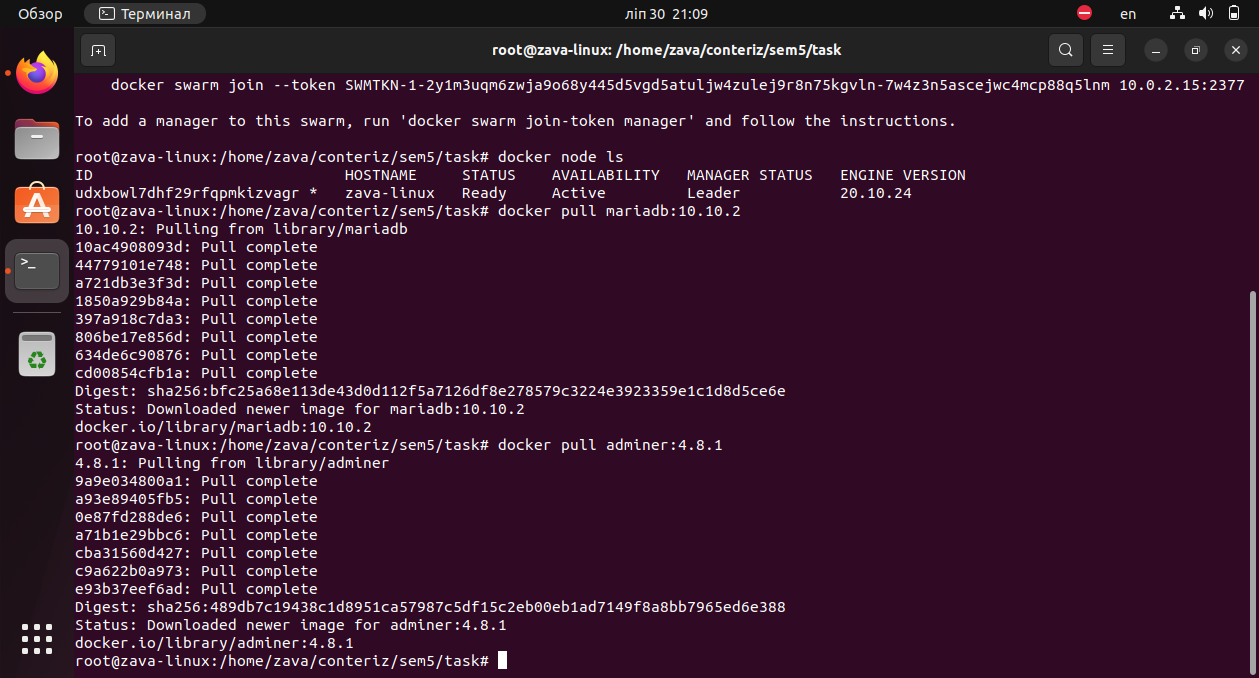 Обзор
Терминал
ліп 30 21:09
en
root@zava-linux: /home/zava/conteriz/sem5/task
docker swarm join --token SWMTKN-1-2y1m3uqm6zwja9o68y445d5vgd5atuljw4zulej9r8n75kgvln-7w4z3n5ascejwc4mcp88q5lnm 10.0.2.15:2377
To add a manager to this swarm, run 'docker swarm join-token manager' and follow the instructions.
root@zava-linux:/home/zava/conteriz/sem5/task# docker node ls
ID HOSTNAME STATUS AVAILABILITY MANAGER STATUS ENGINE VERSION
udxbowl7dhf29rfqpmkizvagr * zava-linux Ready Active Leader 20.10.24
root@zava-linux:/home/zava/conteriz/sem5/task# docker pull mariadb:10.10.2
10.10.2: Pulling from library/mariadb
10ac4908093d: Pull complete
44779101e748: Pull complete
a721db3e3f3d: Pull complete
1850a929b84a: Pull complete
397a918c7da3: Pull complete
806be17e856d: Pull complete
634de6c90876: Pull complete
cd00854cfb1a: Pull complete
Digest: sha256:bfc25a68e113de43d0d112f5a7126df8e278579c3224e3923359e1c1d8d5ce6e
Status: Downloaded newer image for mariadb:10.10.2
docker.io/library/mariadb:10.10.2
root@zava-linux:/home/zava/conteriz/sem5/task# docker pull adminer:4.8.1
4.8.1: Pulling from library/adminer
9a9e034800a1: Pull complete
a93e89405fb5: Pull complete
0e87fd288de6: Pull complete
a71b1e29bbc6: Pull complete
cba31560d427: Pull complete
c9a622b0a973: Pull complete
e93b37eef6ad: Pull complete
Digest: sha256:489db7c19438c1d8951ca57987c5df15c2eb00eb1ad7149f8a8bb7965ed6e388
Status: Downloaded newer image for adminer:4.8.1
docker.io/library/adminer:4.8.1
root@zava-linux:/home/zava/conteriz/sem5/task#